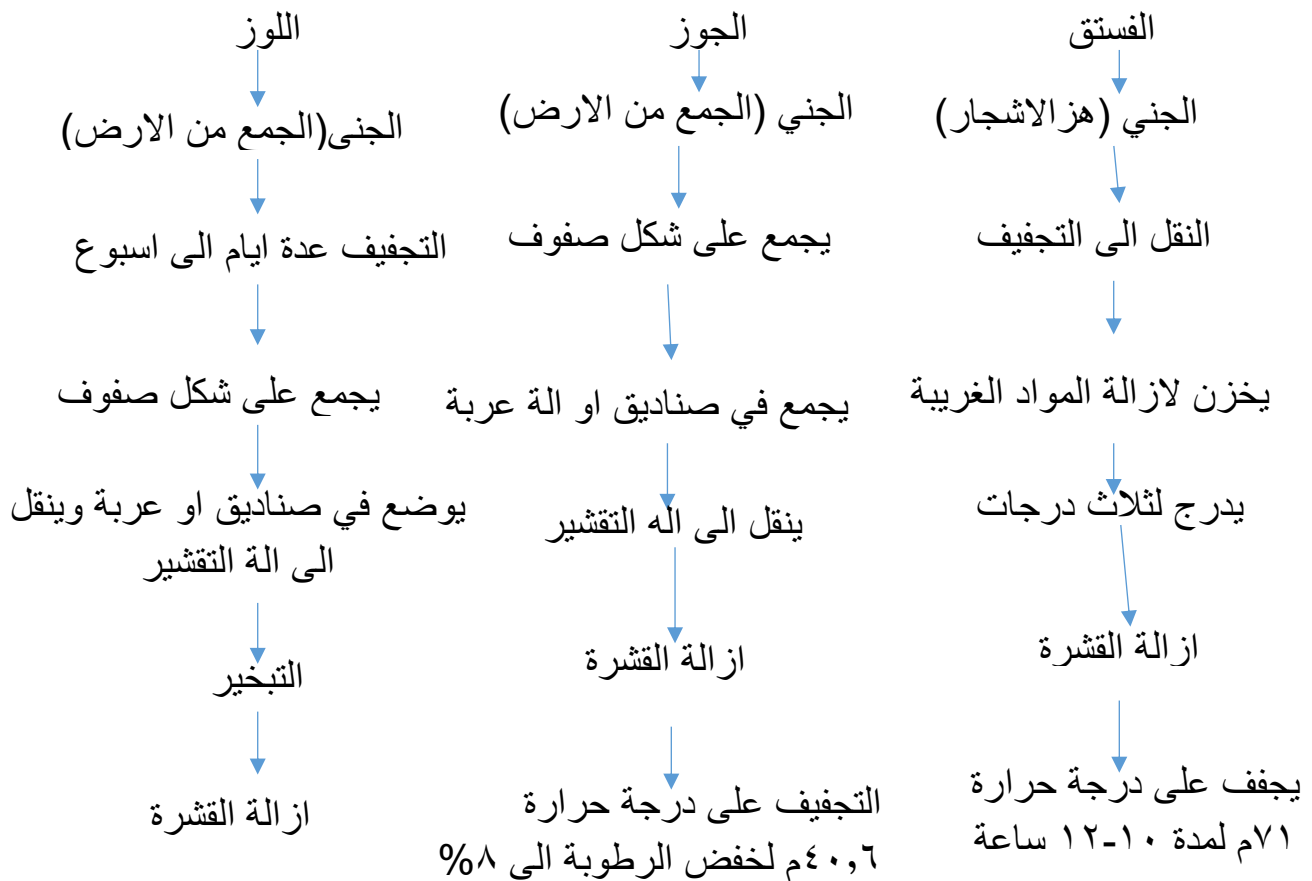 الفستق
الجني (هزالاشجار)
النقل الى التجفيف
يخزن لازالة المواد الغريبة
يدرج لثلاث درجات
ازالة القشرة
يجفف على درجة حرارة
٧١م لمدة ١٠-١٢ ساعة
الجوز
الجني (الجمع من الارض)
يجمع على شكل صفوف
يجمع في صناديق او الة عربة
ينقل الى اله التقشير
ازالة القشرة
التجفيف على درجة حرارة
٤٠,٦م لخفض الرطوبة الى ٨%
اللوز
الجنى(الجمع من الارض)
التجفيف عدة ايام الى اسبوع
يجمع على شكل صفوف
يوضع في صناديق او عربة وينقل
الى الة التقشير
التبخير
ازالة القشرة